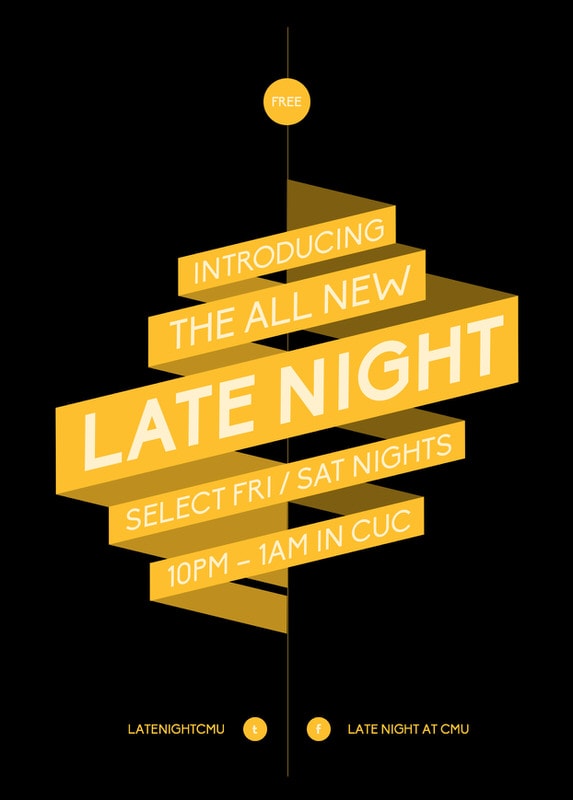 FREE
INTRODUCING
THE ALL NEW
LATE NIGHT
SELECT FRI / SAT NIGHTS
10PM – 1AM IN CUC
LATENIGHTCMU t f LATE NIGHT AT CMU